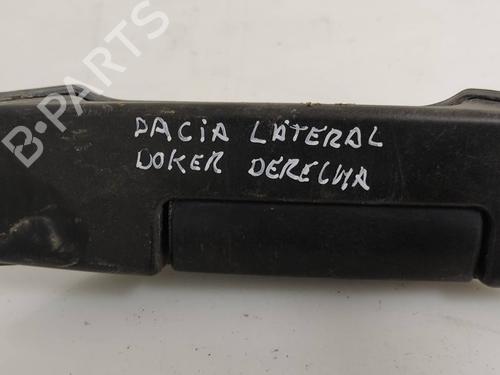 B-PARTS
DACIA LATERAL
DOKER DERECHA